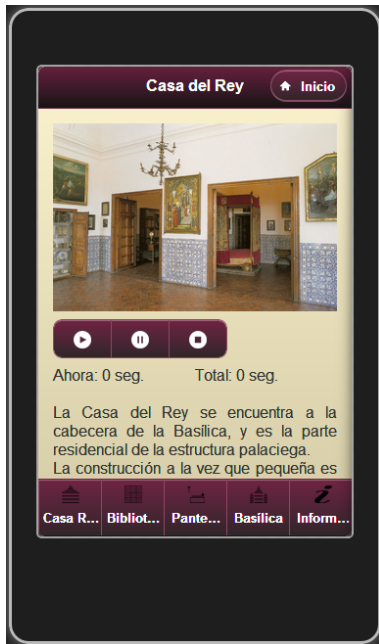 Casa del Rey
Inicio
Ahora: 0 seg. Total: 0 seg.
La Casa del Rey se encuentra a la
cabecera de la Basílica, y es la parte
residencial de la estructura palaciega.
La construcción a la vez que pequeña es
Casa R... Bibliot... Pante... Basílica Inform...